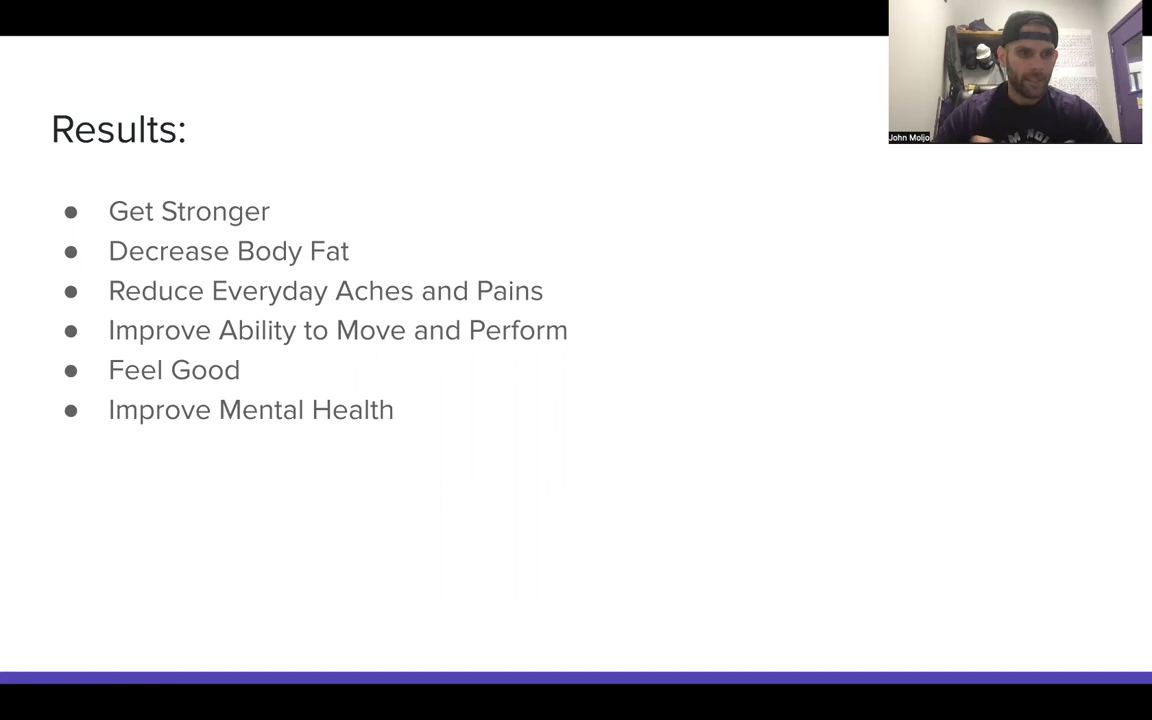 Results:
● Get Stronger
● Decrease Body Fat
● Reduce Everyday Aches and Pains
● Improve Ability to Move and Perform
● Feel Good
● Improve Mental Health
John Moljo